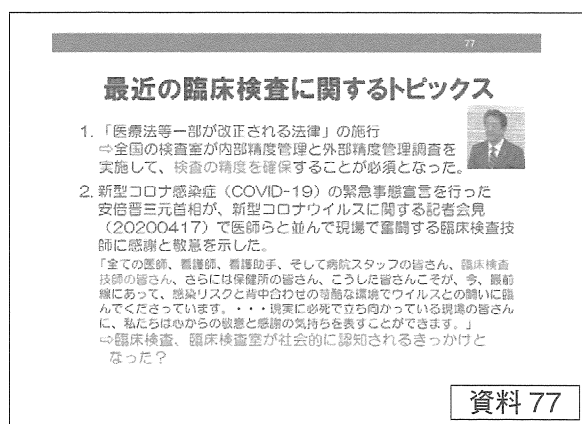 77
最近の臨床検査に関するトピックス
1. 「医療法等一部が改正される法律」の施行
⇨全国の検査室が内部精度管理と外部精度管理調査を
実施して、検査の精度を確保することが必須となった。
2. 新型コロナ感染症（COVID-19）の緊急事態宣言を行った
安倍晋三元首相が、新型コロナウイルスに関する記者会見
（20200417）で医師らと並んで現場で奮闘する臨床検査技
師に感謝と敬意を示した。
「全ての医師、看護師、看護助手、そして病院スタッフの皆さん、臨床検査
技師の皆さん、さらには保健所の皆さん、こうした皆さんこそが、今、最前
線にあって、感染リスクと背中合わせの苛酷な環境でウイルスとの闘いに臨
んでくださっています。・・・現実に必死で立ち向かっている現場の皆さん
に、私たちは心からの敬意と感謝の気持ちを表すことができます。」
⇨臨床検査、臨床検査室が社会的に認知されるきっかけと
なった？
資料 77